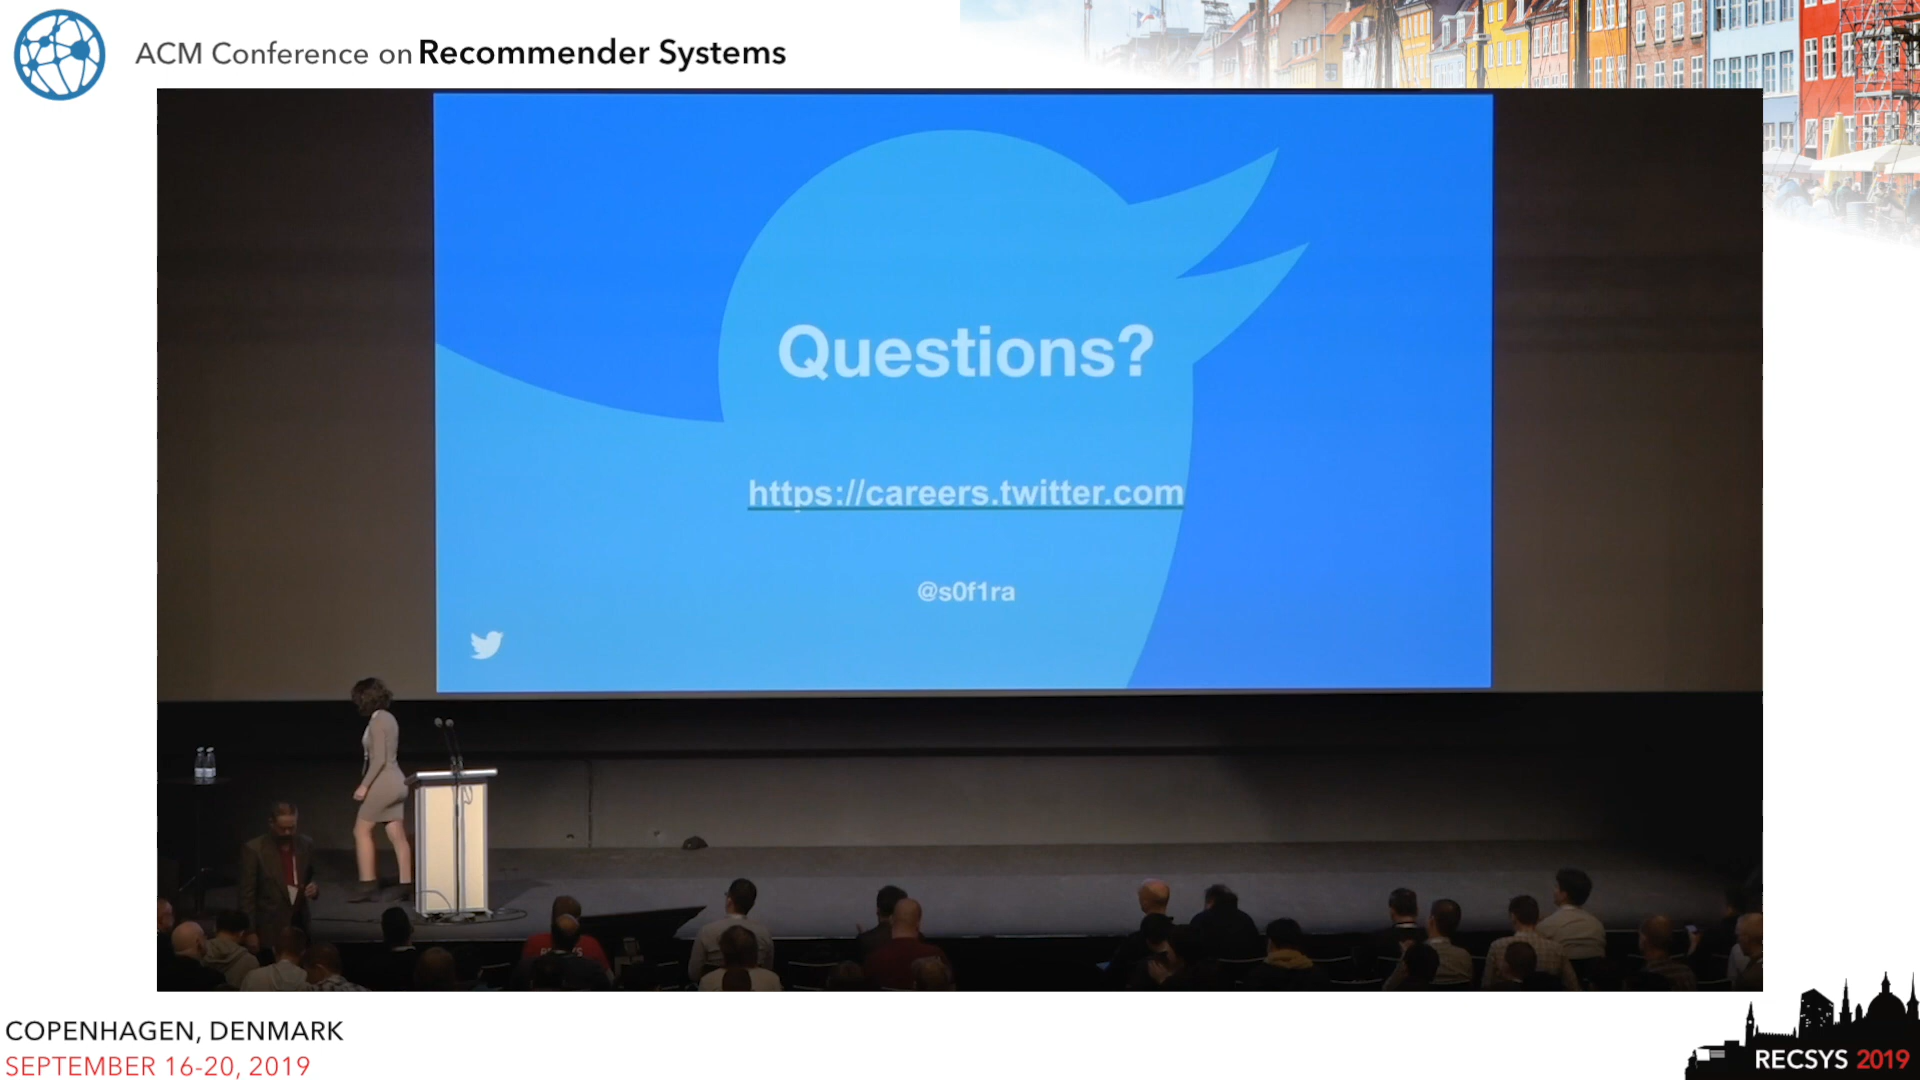 ACM Conference on Recommender Systems
Questions?
https://careers.twitter.com
@s0f1ra
COPENHAGEN, DENMARK
SEPTEMBER 16-20, 2019
RECSYS 2019